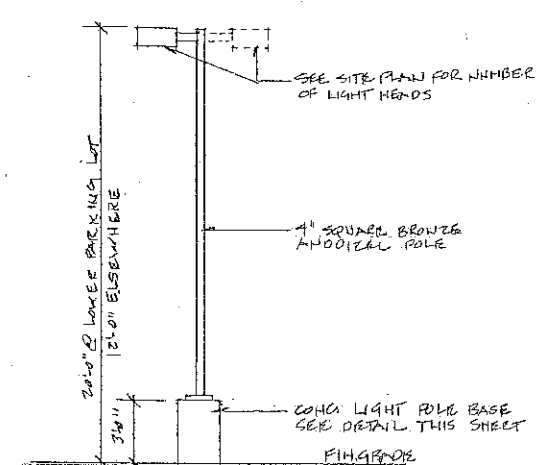 SEE SITE PLAN FOR NUMBER
OF LIGHT HEADS
20'-0" @ LOWER PARKING LOT
12'-0" ELSEWHERE
4" SQUARE BRONZE
ANODIZED POLE
3'-0"
CONC LIGHT POLE BASE
SEE DETAIL THIS SHEET
FIN. GRADE